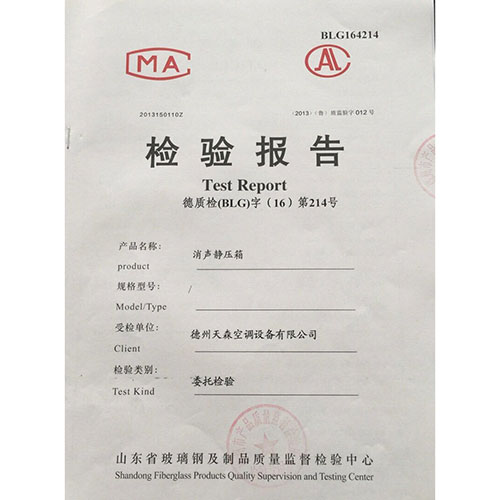 BLG164214
CMA
CAL
2013150110Z
(2013)(鲁)质监验字012号
检验报告
Test Report
德质检(BLG)字（16）第214号
产品名称: 消声静压箱
product
规格型号: /
Model/Type
受检单位: 德州天森空调设备有限公司
Client
检验类别: 委托检验
Test Kind
山东省玻璃钢及制品质量监督检验中心
Shandong Fiberglass Products Quality Supervision and Testing Center